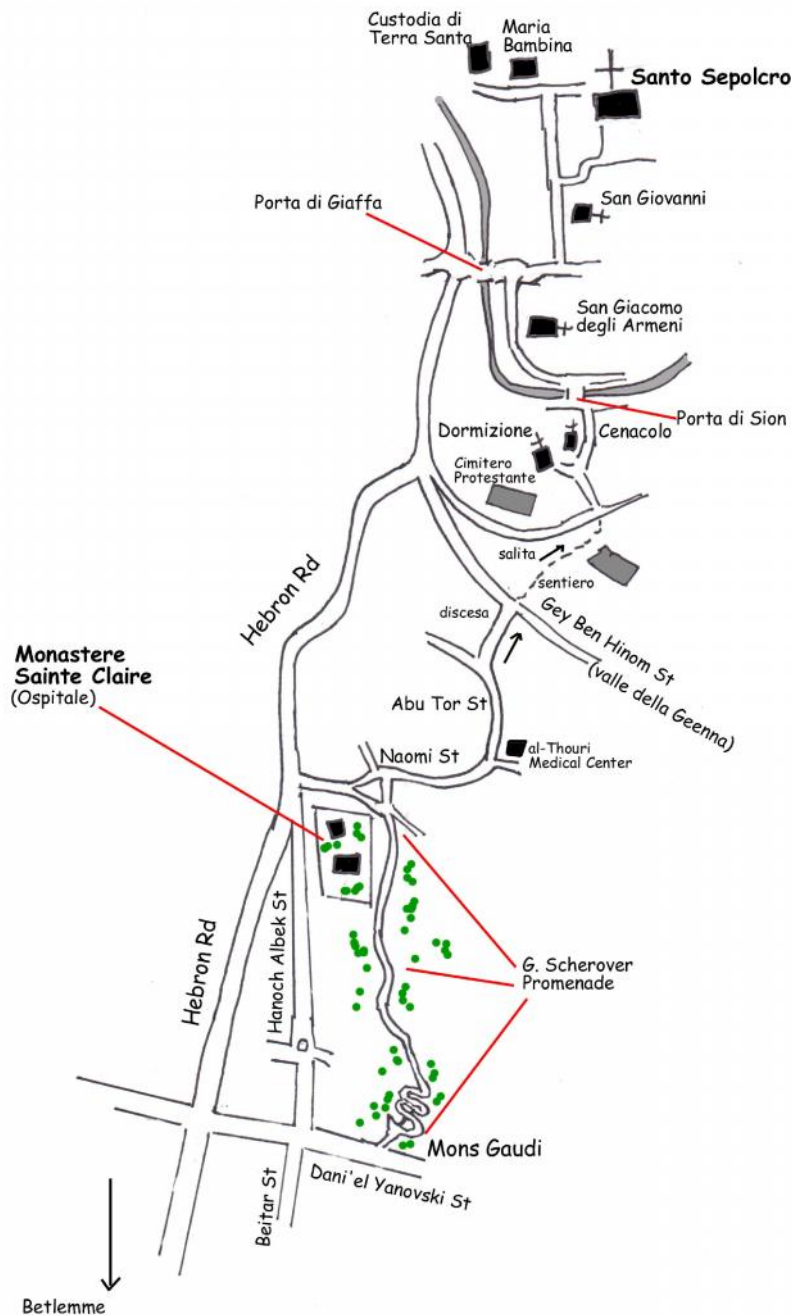 Custodia di
Terra Santa
Maria
Bambina
Santo Sepolcro
Porta di Giaffa
San Giovanni
San Giacomo
degli Armeni
Porta di Sion
Dormizione
Cenacolo
Cimitero
Protestante
salita
sentiero
Hebron Rd
discesa
Gey Ben Hinom St
(valle della Geenna)
Monastere
Sainte Claire
(Ospitale)
Abu Tor St
Naomi St
al-Thouri
Medical Center
Hanoch Albek St
Hebron Rd
G. Scherover
Promenade
Mons Gaudi
Beitar St
Dani'el Yanovski St
Betlemme